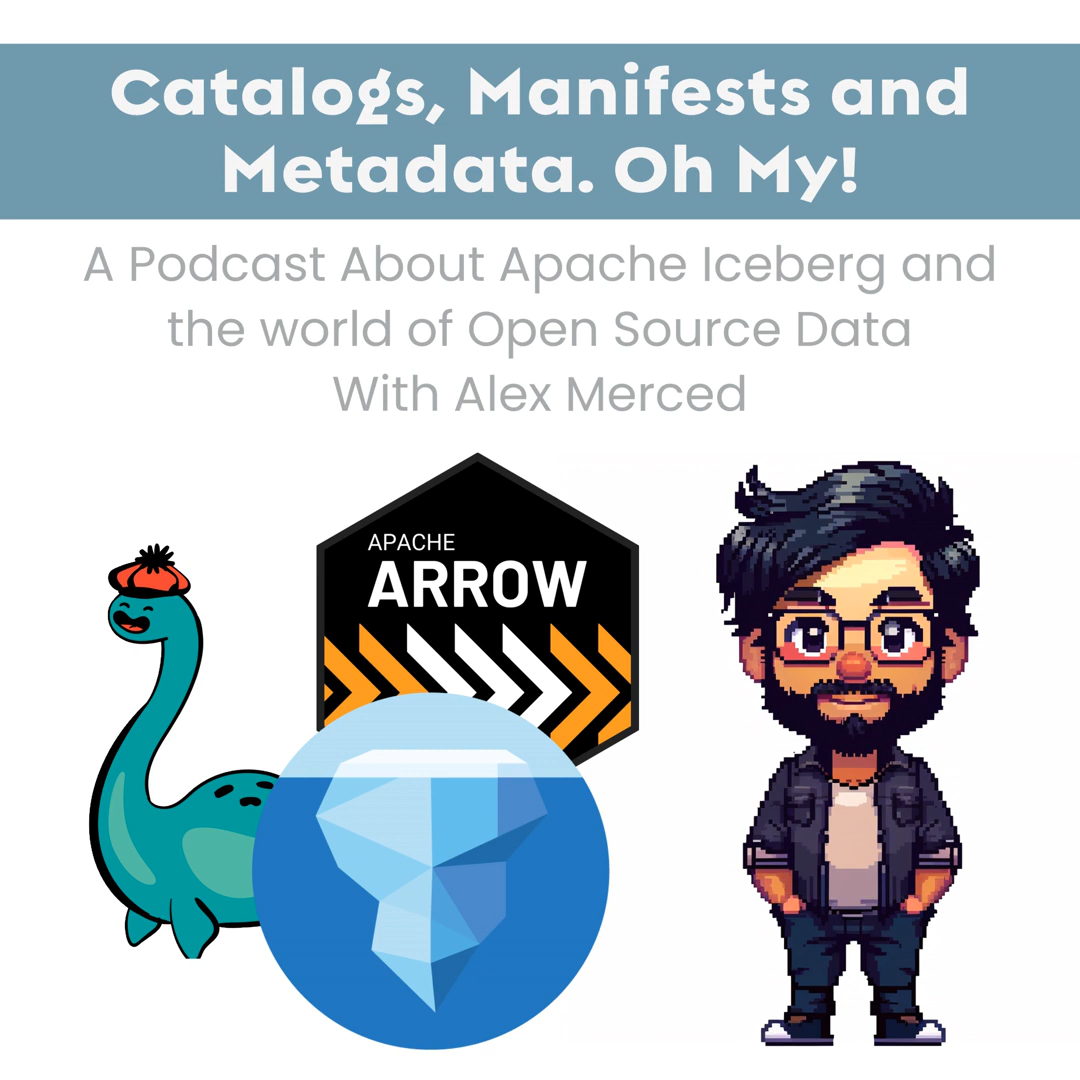 Catalogs, Manifests and
Metadata. Oh My!
A Podcast About Apache Iceberg and
the world of Open Source Data
With Alex Merced
APACHE
ARROW